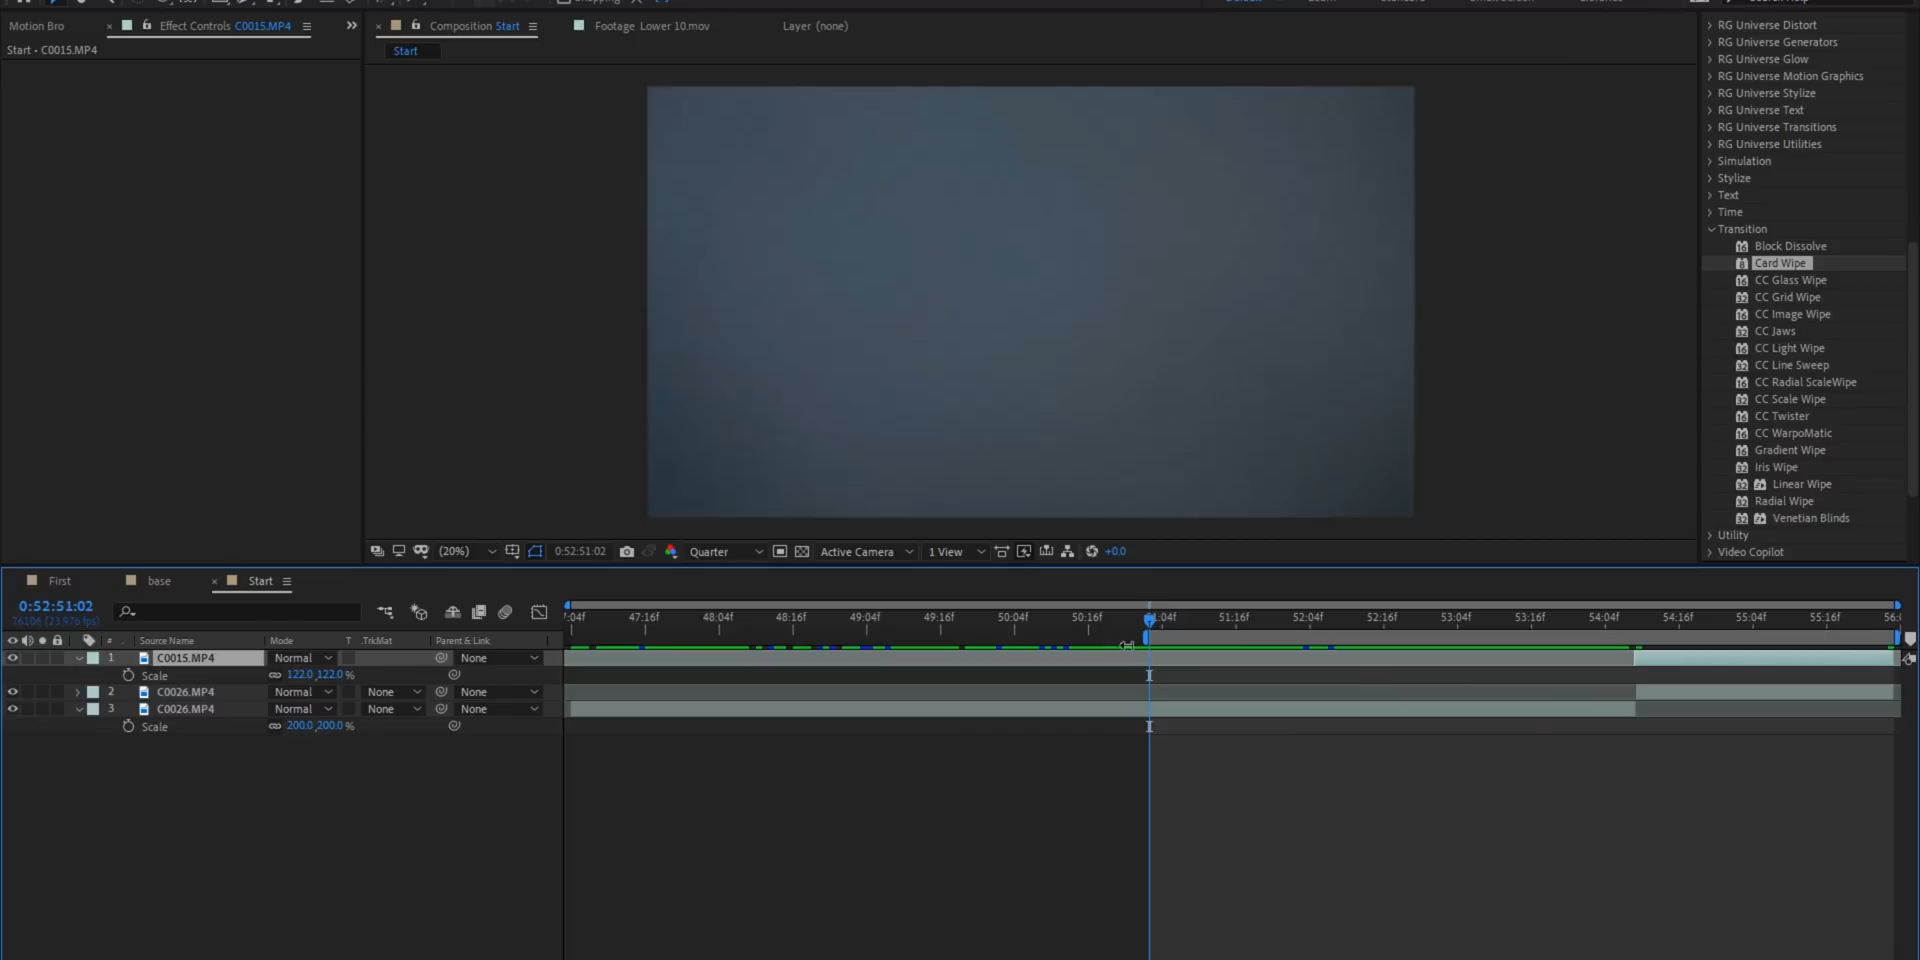 Motion Bro
Effect Controls C0015.MP4
Start - C0015.MP4
Composition Start
Footage Lower 10.mov
Layer (none)
Start
RG Universe Distort
RG Universe Generators
RG Universe Glow
RG Universe Motion Graphics
RG Universe Stylize
RG Universe Text
RG Universe Transitions
RG Universe Utilities
Simulation
Stylize
Text
Time
Transition
Block Dissolve
Card Wipe
CC Glass Wipe
CC Grid Wipe
CC Image Wipe
CC Jaws
CC Light Wipe
CC Line Sweep
CC Radial ScaleWipe
CC Scale Wipe
CC Twister
CC WarpoMatic
Gradient Wipe
Iris Wipe
Linear Wipe
Radial Wipe
Venetian Blinds
Utility
Video Copilot
(20%) 0:52:51:02 Quarter Active Camera 1 View +0.0
First base Start
0:52:51:02
76106 (23.976 fps)
:04f 47:16f 48:04f 48:16f 49:04f 49:16f 50:04f 50:16f 1:04f 51:16f 52:04f 52:16f 53:04f 53:16f 54:04f 54:16f 55:04f 55:16f 56:
# Source Name Mode T .TrkMat Parent & Link
1 C0015.MP4 Normal None
Scale 122.0,122.0 %
2 C0026.MP4 Normal None None
3 C0026.MP4 Normal None None
Scale 200.0,200.0 %